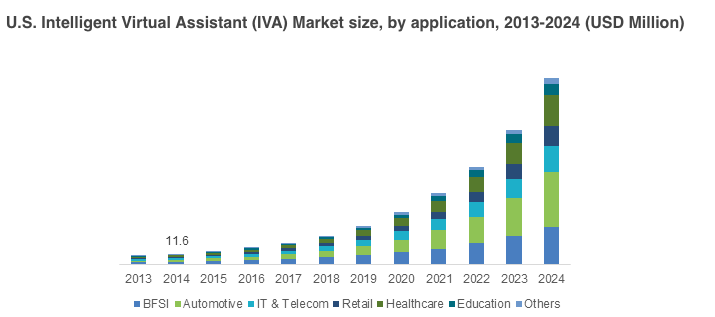 U.S. Intelligent Virtual Assistant (IVA) Market size, by application, 2013-2024 (USD Million)
11.6
2013 2014 2015 2016 2017 2018 2019 2020 2021 2022 2023 2024
BFSI Automotive IT & Telecom Retail Healthcare Education Others